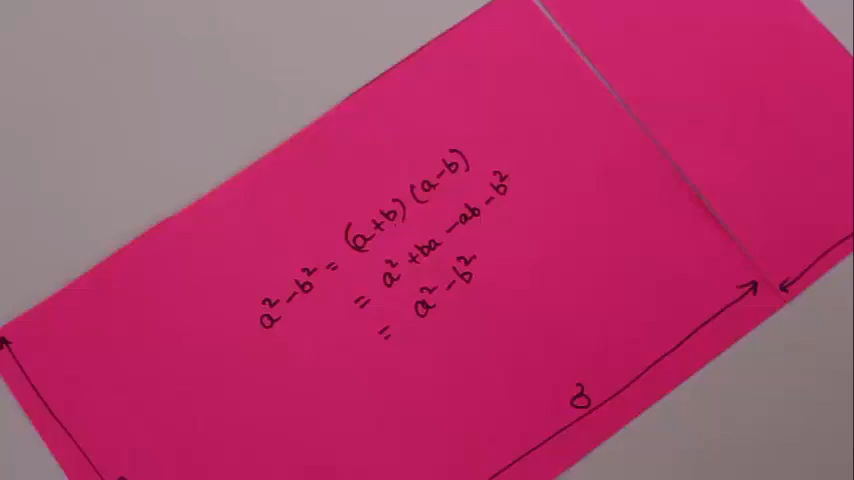 a² - b² = (a+b) (a-b)
= a² + ba - ab - b²
= a² - b²
a